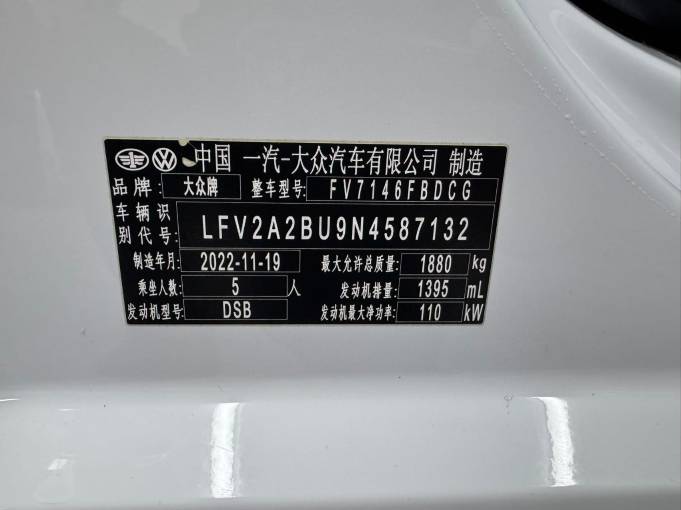 中国 一汽-大众汽车有限公司 制造
品牌: 大众牌 整车型号: FV7146FBDCG
车辆识别代号: LFV2A2BU9N4587132
制造年月: 2022-11-19 最大允许总质量: 1880 kg
乘坐人数: 5 人 发动机排量: 1395 mL
发动机型号: DSB 发动机最大净功率: 110 kW